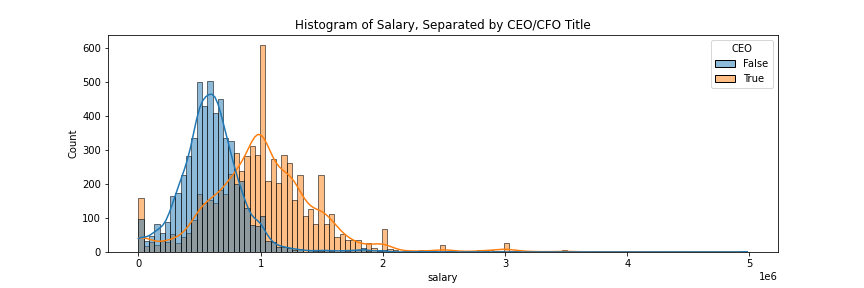 Histogram of Salary, Separated by CEO/CFO Title
CEO
False
True
Count
600
500
400
300
200
100
0
0
1
2
3
4
5
1e6
salary